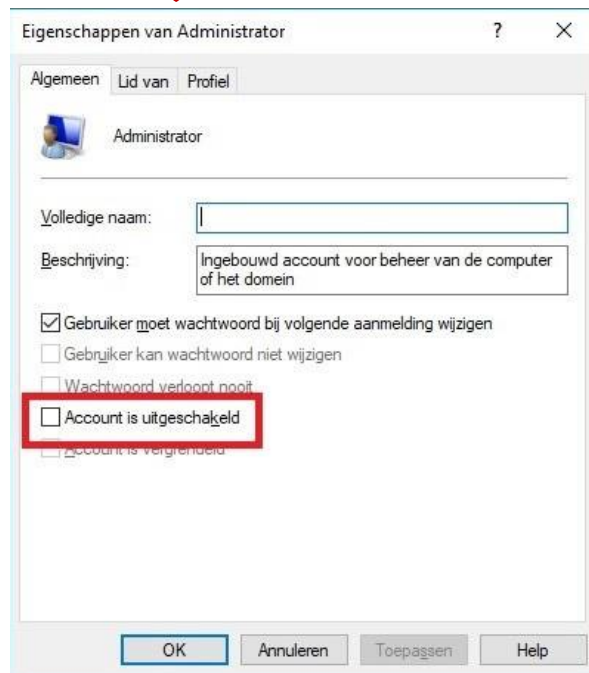 Eigenschappen van Administrator
Algemeen Lid van Profiel
Administrator
Volledige naam:
Beschrijving: Ingebouwd account voor beheer van de computer
of het domein
Gebruiker moet wachtwoord bij volgende aanmelding wijzigen
Gebruiker kan wachtwoord niet wijzigen
Wachtwoord verloopt nooit
Account is uitgeschakeld
Account is vergrendeld
OK Annuleren Toepassen Help